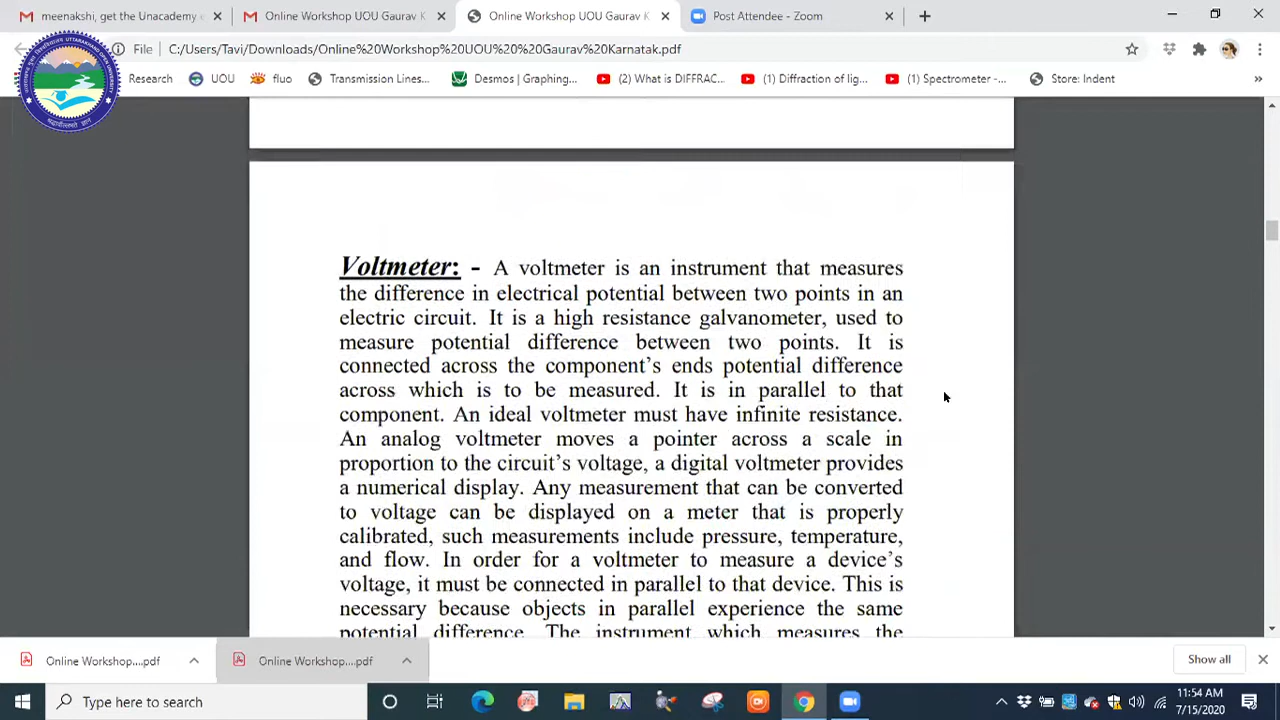 meenakshi, get the Unacademy
Online Workshop UOU Gaurav K
Online Workshop UOU Gaurav K
Post Attendee - Zoom
File
C:/Users/Tavi/Downloads/Online%20Workshop%20UOU%20%20Gaurav%20Karnatak.pdf
Research
UOU
fluo
Transmission Lines...
Desmos | Graphing...
(2) What is DIFFRAC...
(1) Diffraction of lig...
(1) Spectrometer -...
Store: Indent
Voltmeter: - A voltmeter is an instrument that measures
the difference in electrical potential between two points in an
electric circuit. It is a high resistance galvanometer, used to
measure potential difference between two points. It is
connected across the component's ends potential difference
across which is to be measured. It is in parallel to that
component. An ideal voltmeter must have infinite resistance.
An analog voltmeter moves a pointer across a scale in
proportion to the circuit's voltage, a digital voltmeter provides
a numerical display. Any measurement that can be converted
to voltage can be displayed on a meter that is properly
calibrated, such measurements include pressure, temperature,
and flow. In order for a voltmeter to measure a device's
voltage, it must be connected in parallel to that device. This is
necessary because objects in parallel experience the same
potential difference. The instrument which measures the
Online Workshop....pdf
Online Workshop....pdf
Show all
Type here to search
11:54 AM
7/15/2020